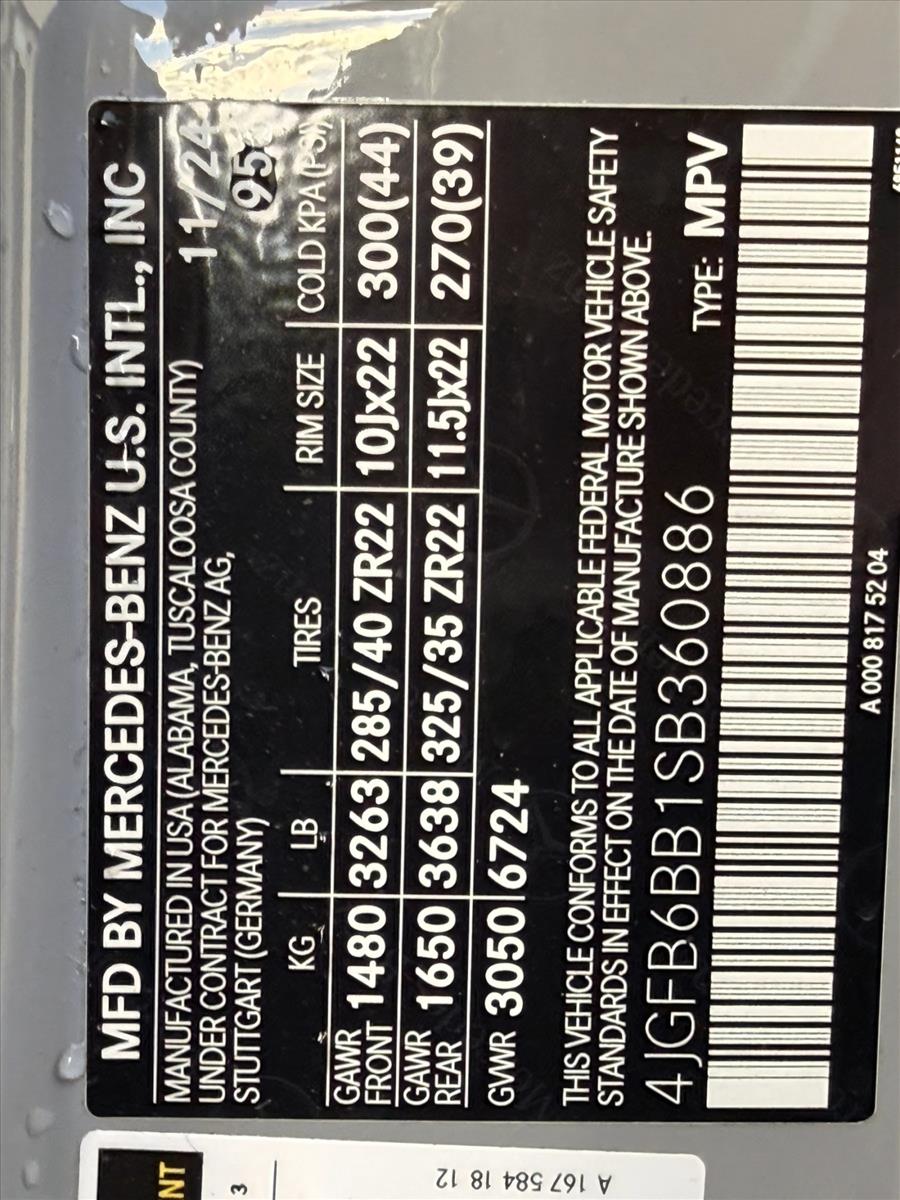 MFD BY MERCEDES-BENZ U.S. INTL., INC
MANUFACTURED IN USA (ALABAMA, TUSCALOOSA COUNTY) 11/24
UNDER CONTRACT FOR MERCEDES-BENZ AG,
STUTTGART (GERMANY)
KG LB TIRES RIM SIZE COLD KPA (PSI)
GAWR FRONT 1480 3263 285/40 ZR22 10Jx22 300(44)
GAWR REAR 1650 3638 325/35 ZR22 11.5Jx22 270(39)
GVWR 3050 6724
THIS VEHICLE CONFORMS TO ALL APPLICABLE FEDERAL MOTOR VEHICLE SAFETY
STANDARDS IN EFFECT ON THE DATE OF MANUFACTURE SHOWN ABOVE.
4JGFB6BB1SB360886 TYPE: MPV
A 000 817 52 04
NT
3
A 167 584 18 12